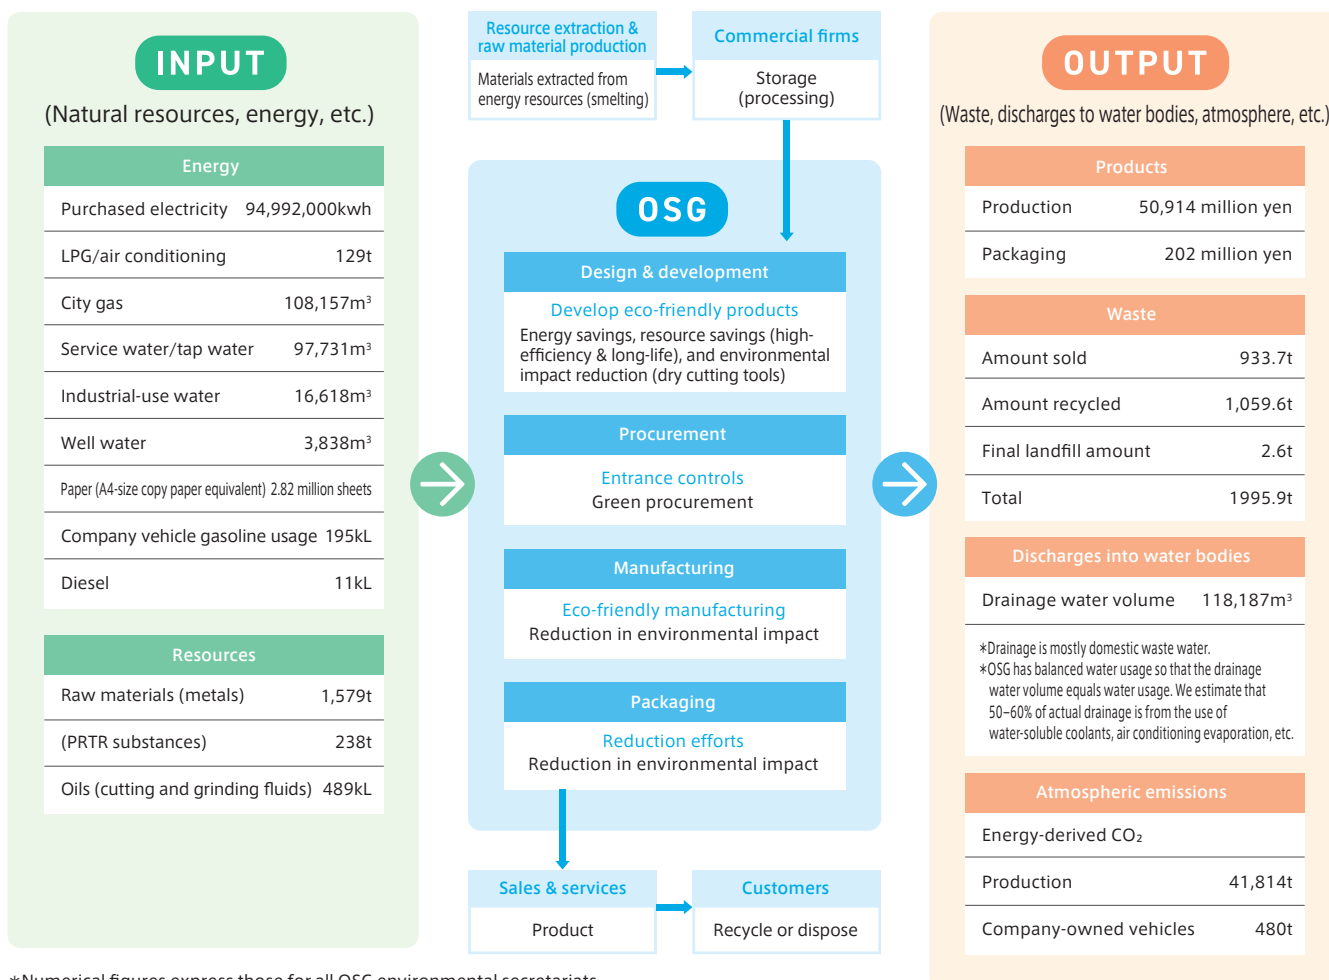 INPUT
(Natural resources, energy, etc.)
Energy
Purchased electricity 94,992,000kwh
LPG/air conditioning 129t
City gas 108,157m³
Service water/tap water 97,731m³
Industrial-use water 16,618m³
Well water 3,838m³
Paper (A4-size copy paper equivalent) 2.82 million sheets
Company vehicle gasoline usage 195kL
Diesel 11kL
Resources
Raw materials (metals) 1,579t
(PRTR substances) 238t
Oils (cutting and grinding fluids) 489kL
Resource extraction &
raw material production
Materials extracted from
energy resources (smelting)
Commercial firms
Storage
(processing)
OSG
Design & development
Develop eco-friendly products
Energy savings, resource savings (high-
efficiency & long-life), and environmental
impact reduction (dry cutting tools)
Procurement
Entrance controls
Green procurement
Manufacturing
Eco-friendly manufacturing
Reduction in environmental impact
Packaging
Reduction efforts
Reduction in environmental impact
Sales & services
Product
Customers
Recycle or dispose
OUTPUT
(Waste, discharges to water bodies, atmosphere, etc.)
Products
Production 50,914 million yen
Packaging 202 million yen
Waste
Amount sold 933.7t
Amount recycled 1,059.6t
Final landfill amount 2.6t
Total 1995.9t
Discharges into water bodies
Drainage water volume 118,187m³
*Drainage is mostly domestic waste water.
*OSG has balanced water usage so that the drainage
water volume equals water usage. We estimate that
50–60% of actual drainage is from the use of
water-soluble coolants, air conditioning evaporation, etc.
Atmospheric emissions
Energy-derived CO₂
Production 41,814t
Company-owned vehicles 480t
*Numerical figures express those for all OSG environmental secretariats